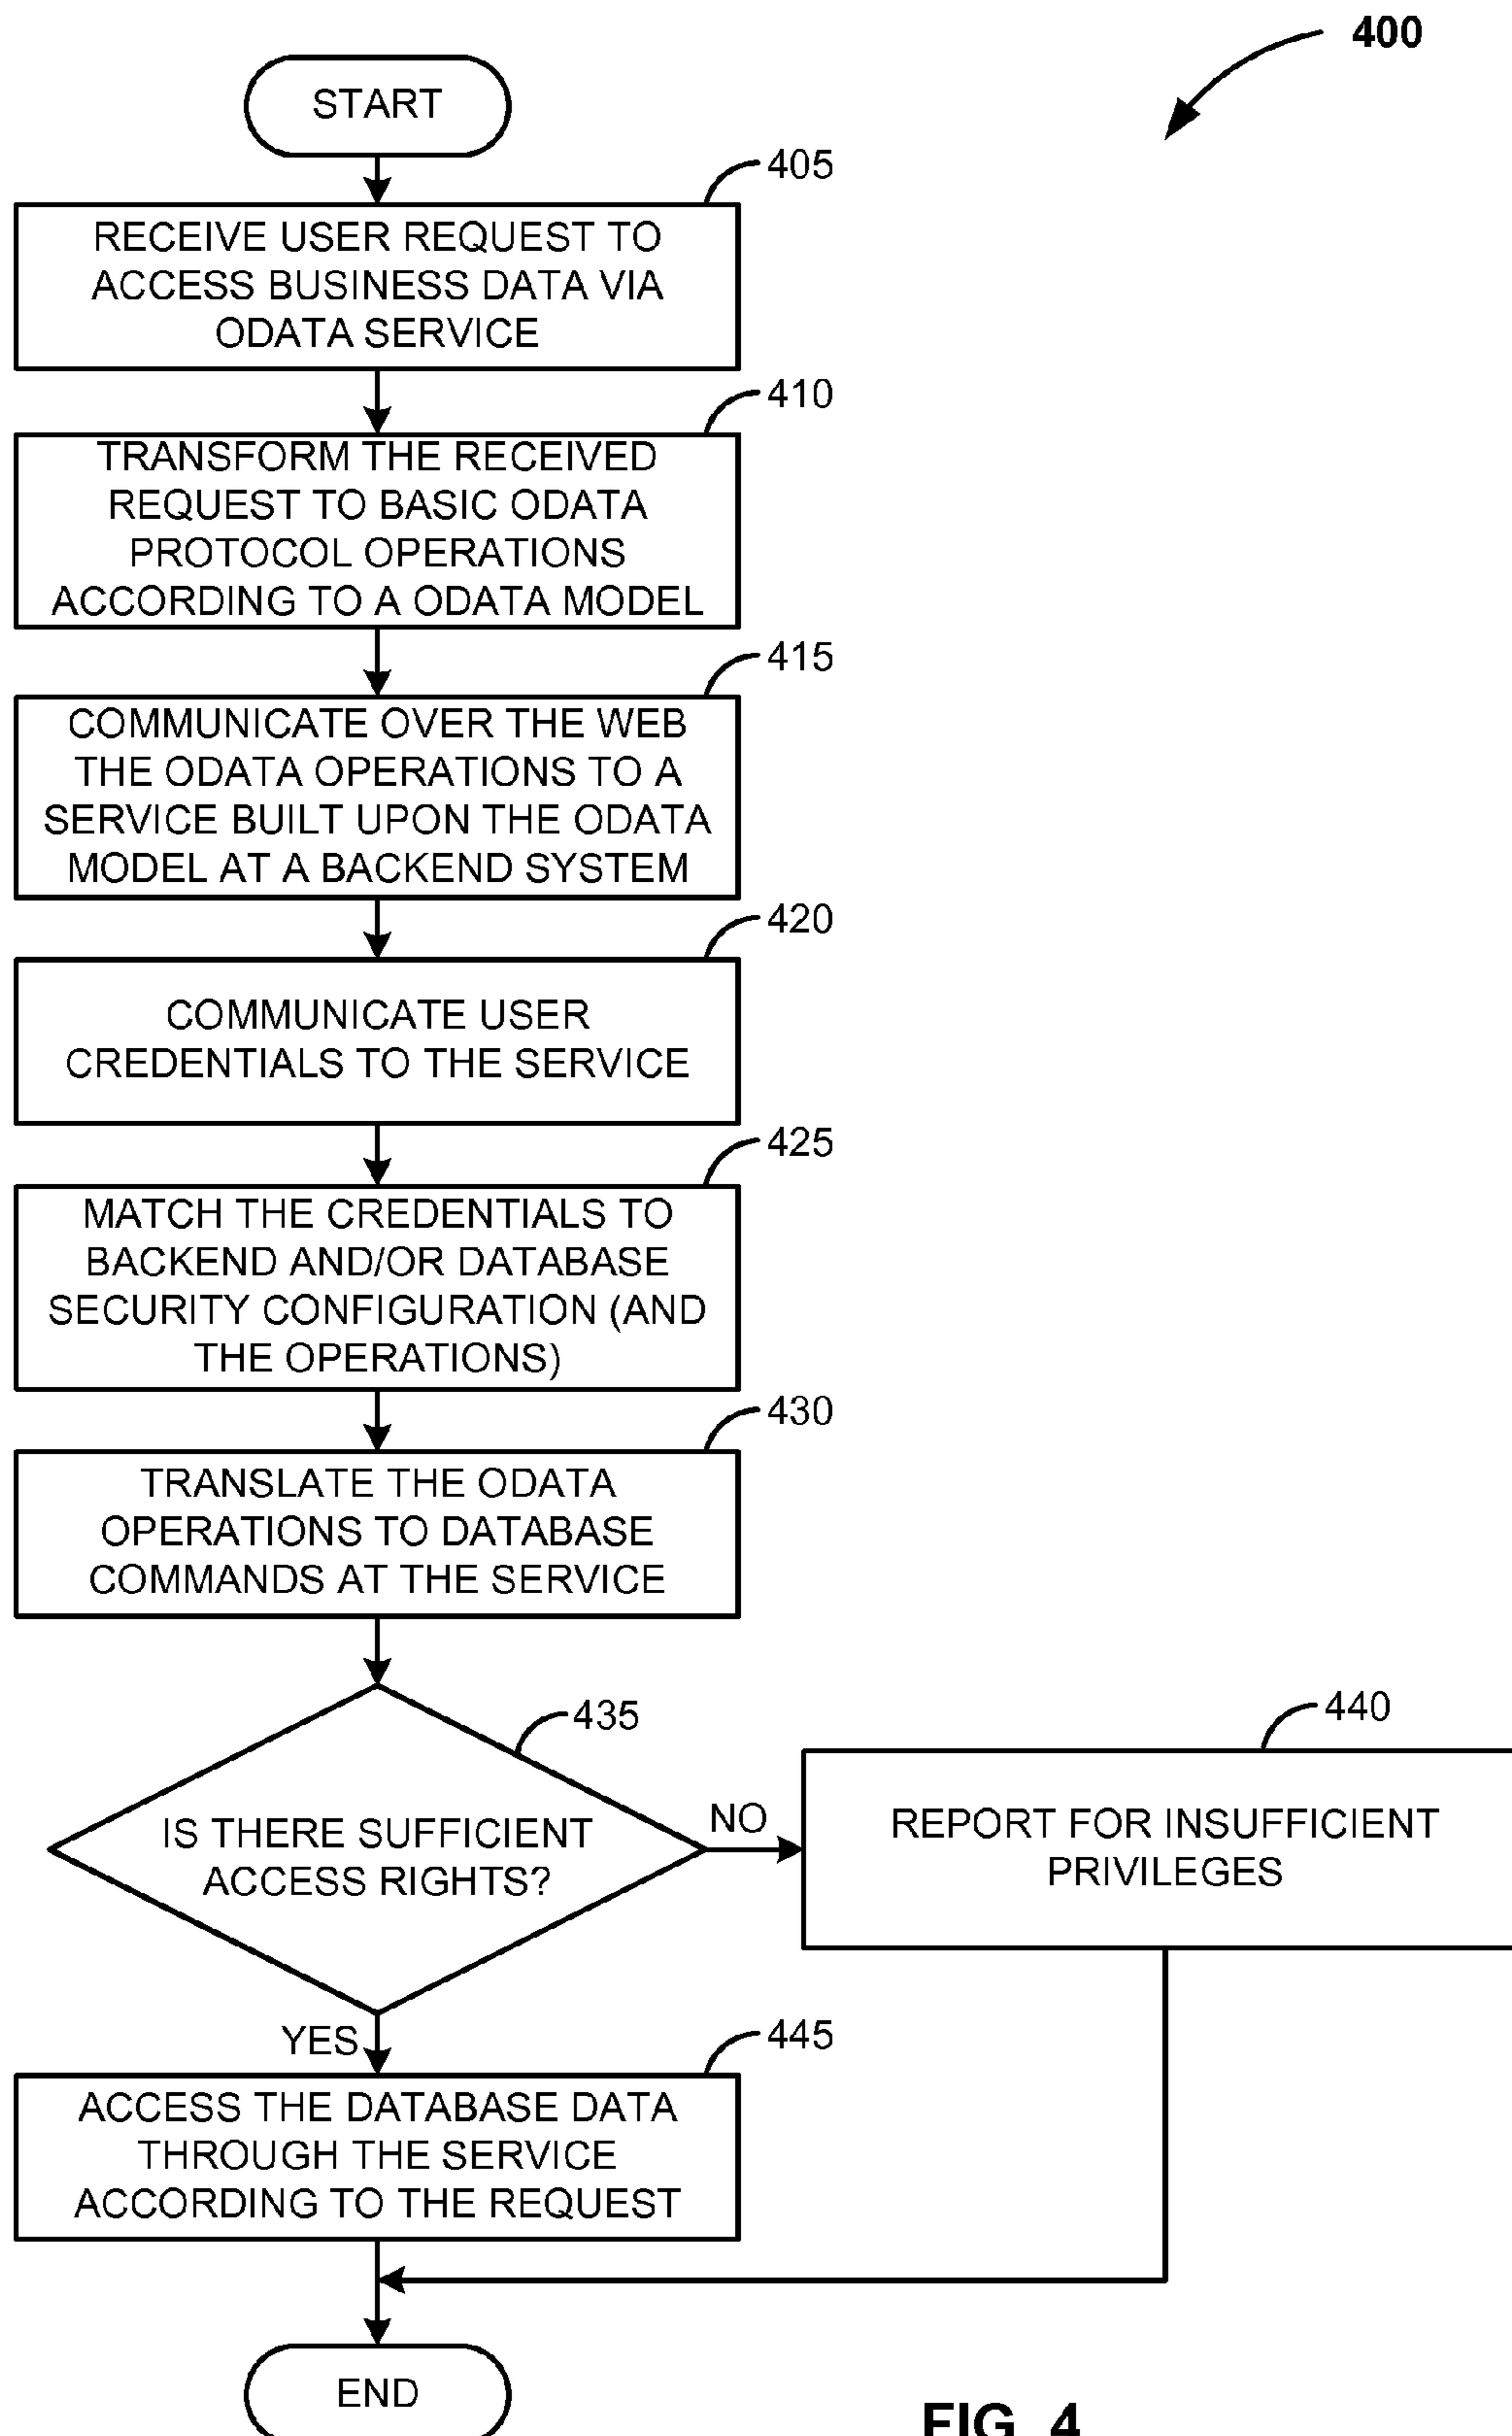 400
START
405
RECEIVE USER REQUEST TO
ACCESS BUSINESS DATA VIA
ODATA SERVICE
410
TRANSFORM THE RECEIVED
REQUEST TO BASIC ODATA
PROTOCOL OPERATIONS
ACCORDING TO A ODATA MODEL
415
COMMUNICATE OVER THE WEB
THE ODATA OPERATIONS TO A
SERVICE BUILT UPON THE ODATA
MODEL AT A BACKEND SYSTEM
420
COMMUNICATE USER
CREDENTIALS TO THE SERVICE
425
MATCH THE CREDENTIALS TO
BACKEND AND/OR DATABASE
SECURITY CONFIGURATION (AND
THE OPERATIONS)
430
TRANSLATE THE ODATA
OPERATIONS TO DATABASE
COMMANDS AT THE SERVICE
435
IS THERE SUFFICIENT
ACCESS RIGHTS?
NO
440
REPORT FOR INSUFFICIENT
PRIVILEGES
YES
445
ACCESS THE DATABASE DATA
THROUGH THE SERVICE
ACCORDING TO THE REQUEST
END
FIG. 4